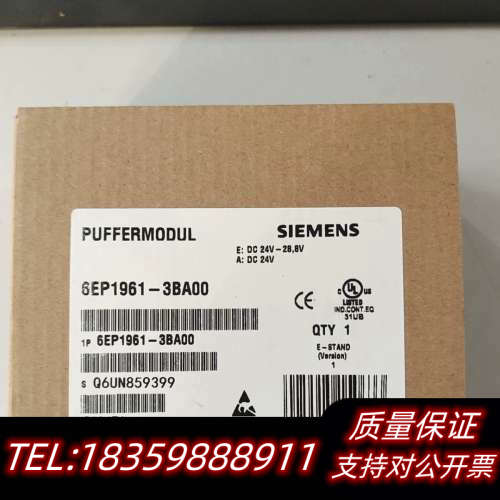 PUFFERMODUL
SIEMENS
E: DC 24V-28,8V
A: DC 24V
6EP1961-3BA00
CE
UL
LISTED
IND.CONT.EQ
31UB
1P 6EP1961-3BA00
QTY 1
E-STAND
(Version)
1
S Q6UN859399
TEL:18359888911
质量保证
支持对公开票